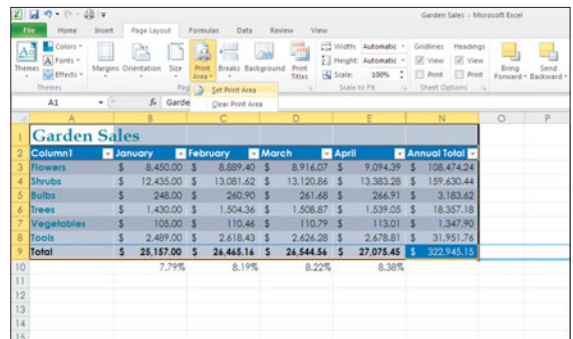 Garden Sales - Microsoft Excel
File Home Insert Page Layout Formulas Data Review View
Themes Colors Fonts Effects Margins Orientation Size Print Area Breaks Background Print Titles Width: Automatic Height: Automatic Scale: 100% Gridlines View Print Headings View Print Bring Forward Send Backward
Themes Scale to Fit Sheet Options
Set Print Area
Clear Print Area
A1 fx Garde
A B C D E N O P
1 Garden Sales
2 Column1 January February March April Annual Total
3 Flowers $ 8,450.00 $ 8,889.40 $ 8,916.07 $ 9,094.39 $ 108,474.24
4 Shrubs $ 12,435.00 $ 13,081.62 $ 13,120.86 $ 13,383.28 $ 159,630.44
5 Bulbs $ 248.00 $ 260.90 $ 261.68 $ 266.91 $ 3,183.62
6 Trees $ 1,430.00 $ 1,504.36 $ 1,508.87 $ 1,539.05 $ 18,357.18
7 Vegetables $ 105.00 $ 110.46 $ 110.79 $ 113.01 $ 1,347.90
8 Tools $ 2,489.00 $ 2,618.43 $ 2,626.28 $ 2,678.81 $ 31,951.76
9 Total $ 25,157.00 $ 26,465.16 $ 26,544.56 $ 27,075.45 $ 322,945.15
10 7.79% 8.19% 8.22% 8.38%
11
12
13
14
15